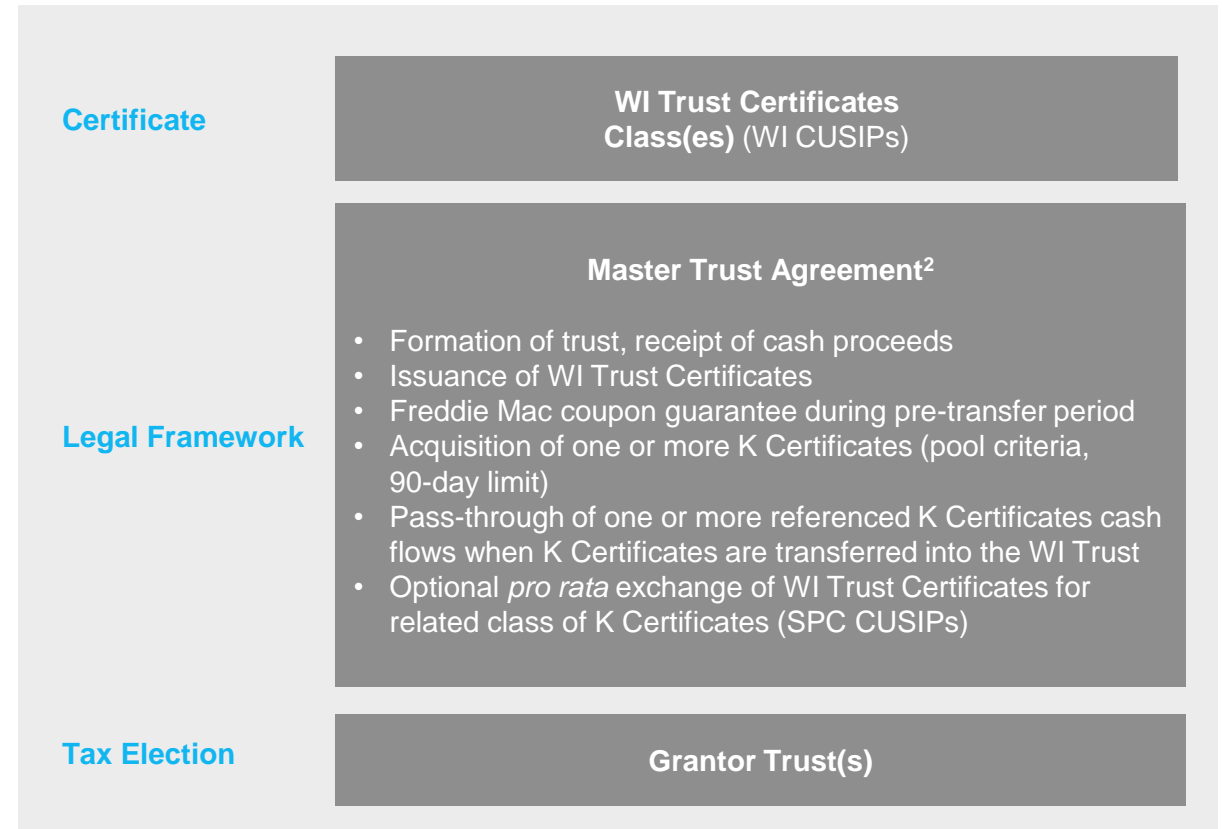 Certificate
WI Trust Certificates
Class(es) (WI CUSIPs)
Legal Framework
Master Trust Agreement²
• Formation of trust, receipt of cash proceeds
• Issuance of WI Trust Certificates
• Freddie Mac coupon guarantee during pre-transfer period
• Acquisition of one or more K Certificates (pool criteria,
90-day limit)
• Pass-through of one or more referenced K Certificates cash
flows when K Certificates are transferred into the WI Trust
• Optional pro rata exchange of WI Trust Certificates for
related class of K Certificates (SPC CUSIPs)
Tax Election
Grantor Trust(s)